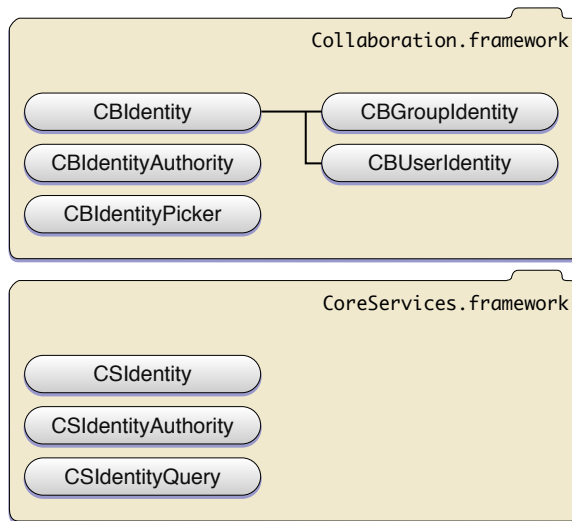 Collaboration.framework
CBIdentity
CBGroupIdentity
CBIdentityAuthority
CBUserIdentity
CBIdentityPicker
CoreServices.framework
CSIdentity
CSIdentityAuthority
CSIdentityQuery